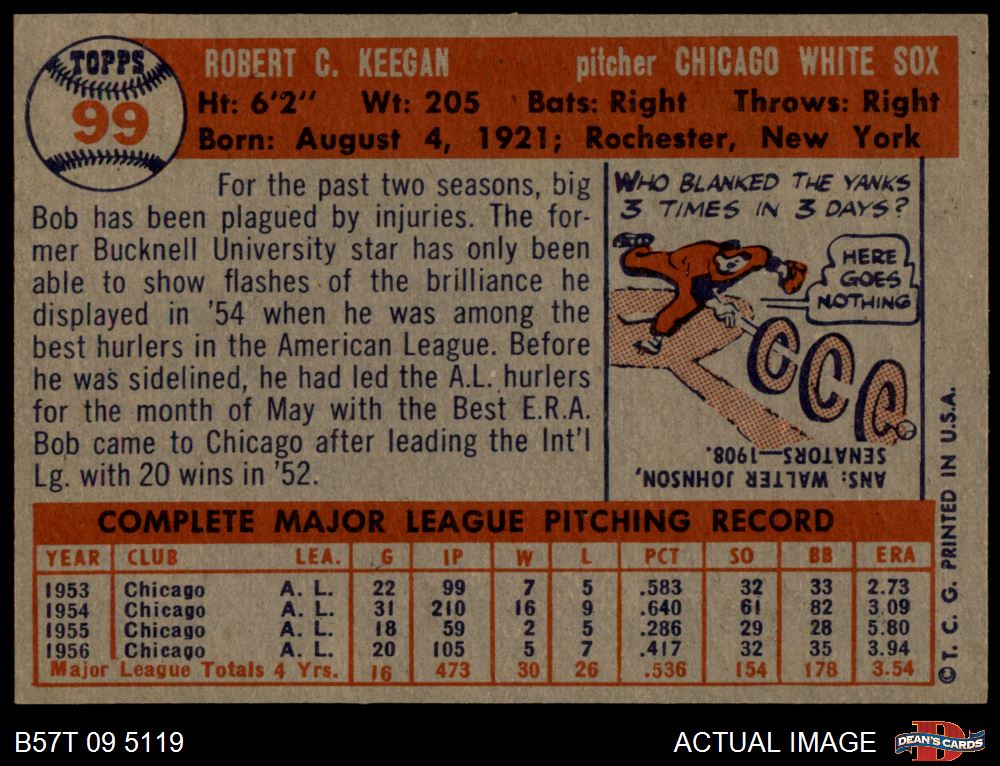 TOPPS
99
ROBERT C. KEEGAN pitcher CHICAGO WHITE SOX
Ht: 6'2" Wt: 205 Bats: Right Throws: Right
Born: August 4, 1921; Rochester, New York
For the past two seasons, big
Bob has been plagued by injuries. The for-
mer Bucknell University star has only been
able to show flashes of the brilliance he
displayed in '54 when he was among the
best hurlers in the American League. Before
he was sidelined, he had led the A.L. hurlers
for the month of May with the Best E.R.A.
Bob came to Chicago after leading the Int'l
Lg. with 20 wins in '52.
WHO BLANKED THE YANKS
3 TIMES IN 3 DAYS?
HERE
GOES
NOTHING
ANS: WALTER JOHNSON,
SENATORS—1908.
COMPLETE MAJOR LEAGUE PITCHING RECORD
YEAR CLUB LEA. G IP W L PCT SO BB ERA
1953 Chicago A. L. 22 99 7 5 .583 32 33 2.73
1954 Chicago A. L. 31 210 16 9 .640 61 82 3.09
1955 Chicago A. L. 18 59 2 5 .286 29 28 5.80
1956 Chicago A. L. 20 105 5 7 .417 32 35 3.94
Major League Totals 4 Yrs. 16 473 30 26 .536 154 178 3.54
© T. C. G. PRINTED IN U.S.A.
B57T 09 5119
ACTUAL IMAGE
DEAN'S CARDS